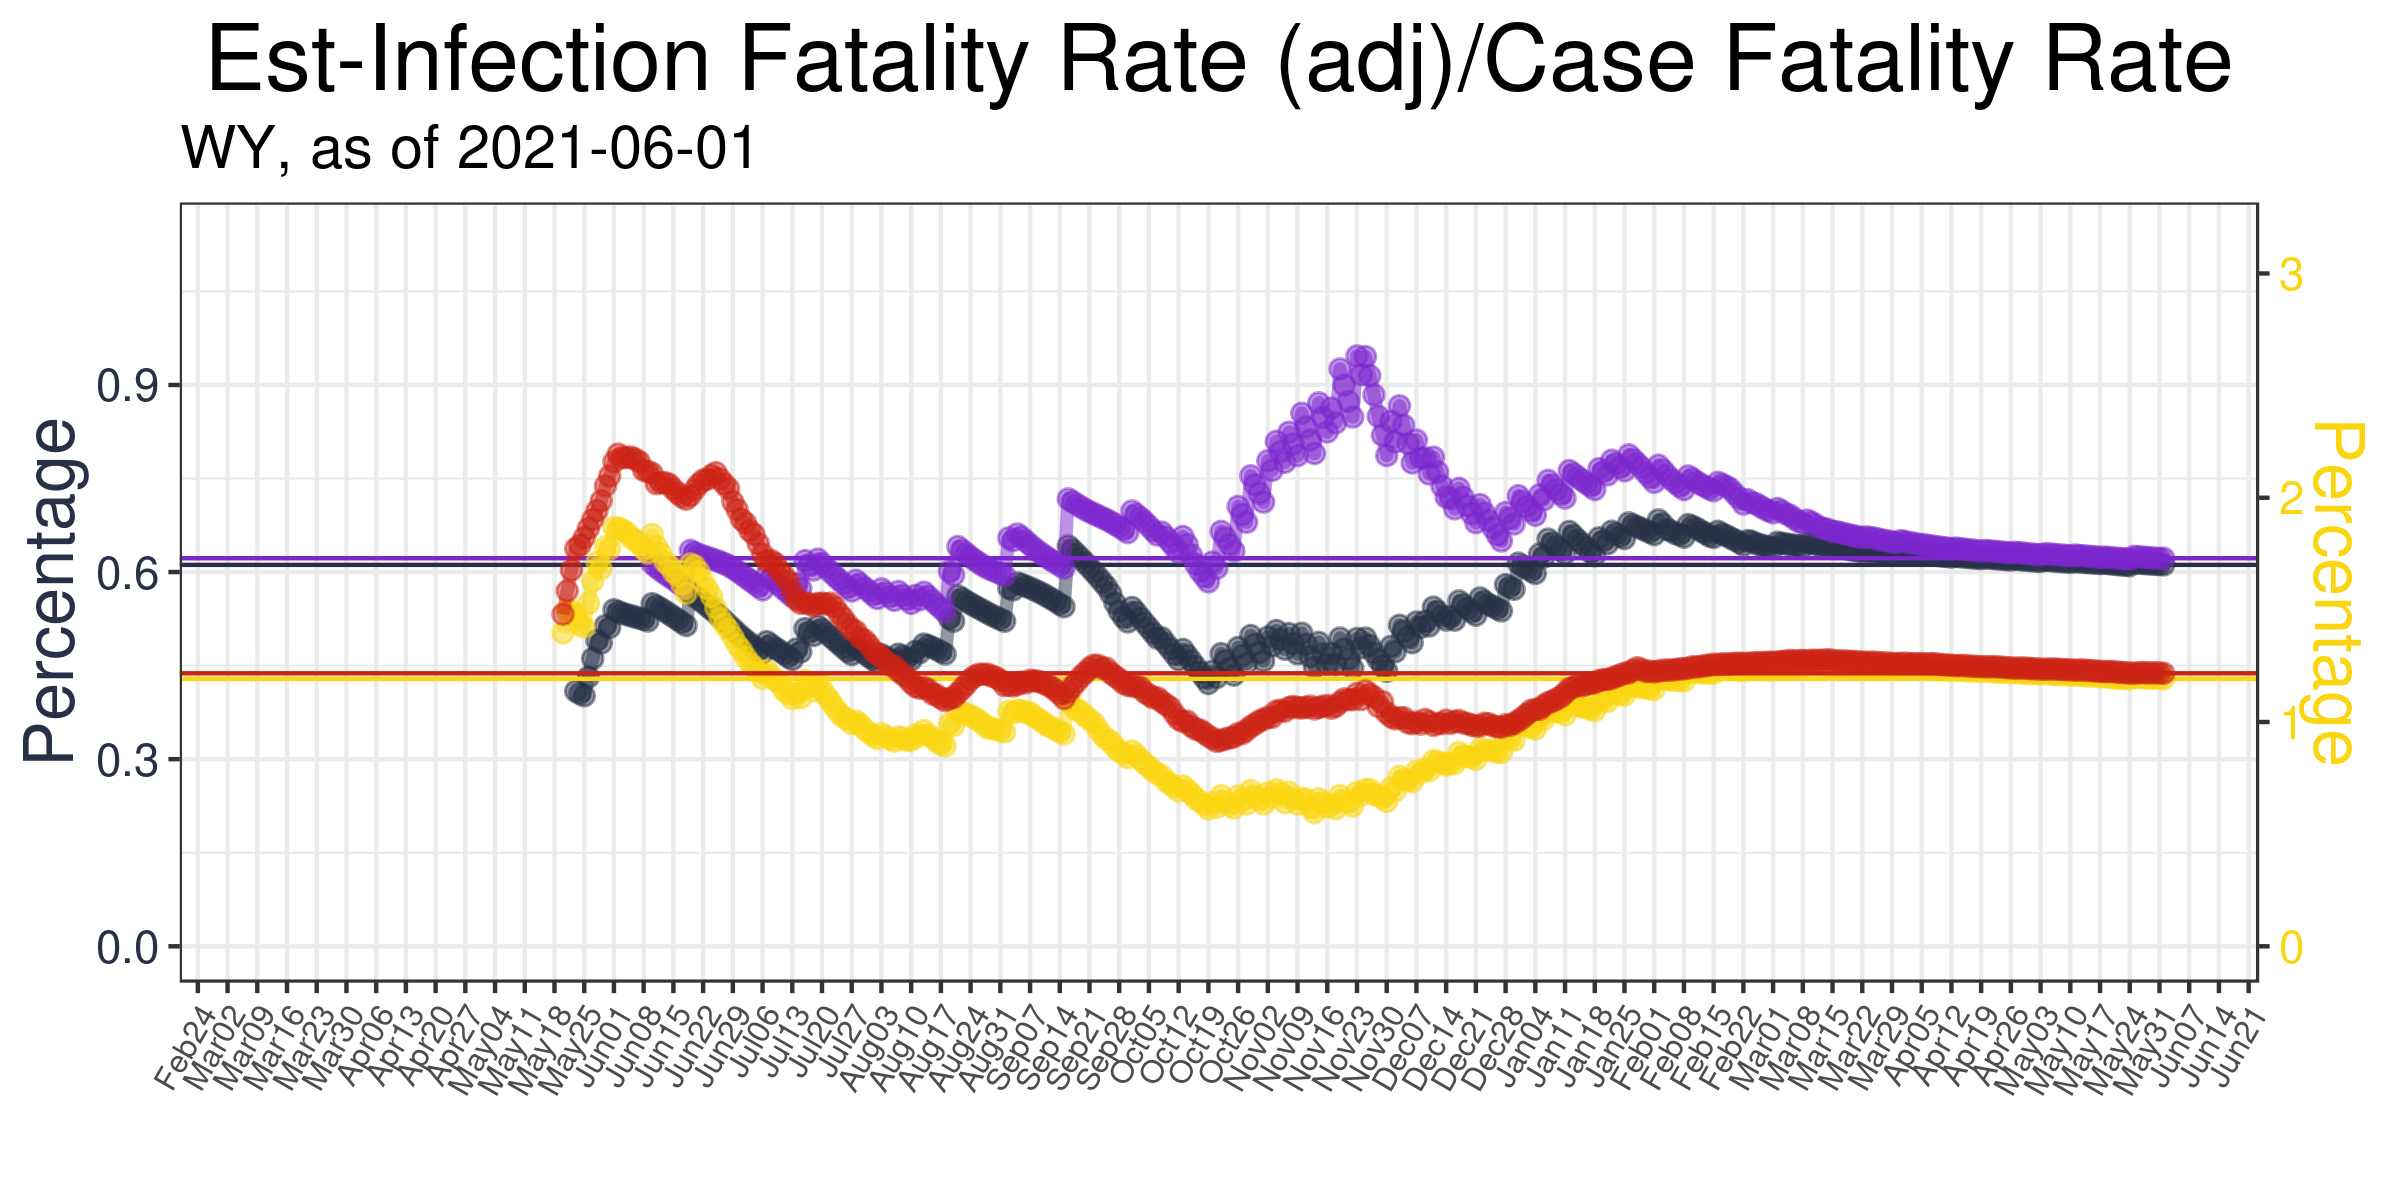 Est-Infection Fatality Rate (adj)/Case Fatality Rate
WY, as of 2021-06-01
Percentage
0.9
0.6
0.3
0.0
3
2
1
0
Percentage
Feb24
Mar02
Mar09
Mar16
Mar23
Mar30
Apr06
Apr13
Apr20
Apr27
May04
May11
May18
May25
Jun01
Jun08
Jun15
Jun22
Jun29
Jul06
Jul13
Jul20
Jul27
Aug03
Aug10
Aug17
Aug24
Aug31
Sep07
Sep14
Sep21
Sep28
Oct05
Oct12
Oct19
Oct26
Nov02
Nov09
Nov16
Nov23
Nov30
Dec07
Dec14
Dec21
Dec28
Jan04
Jan11
Jan18
Jan25
Feb01
Feb08
Feb15
Feb22
Mar01
Mar08
Mar15
Mar22
Mar29
Apr05
Apr12
Apr19
Apr26
May03
May10
May17
May24
May31
Jun07
Jun14
Jun21